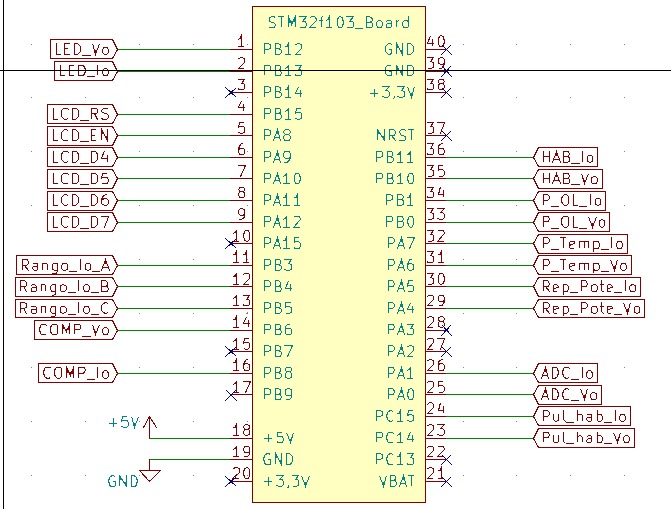 STM32f103_Board
LED_Vo 1 PB12 GND 40
LED_Io 2 PB13 GND 39
3 PB14 +3,3V 38
LCD_RS 4 PB15
LCD_EN 5 PA8 NRST 37
LCD_D4 6 PA9 PB11 36 HAB_Io
LCD_D5 7 PA10 PB10 35 HAB_Vo
LCD_D6 8 PA11 PB1 34 P_OL_Io
LCD_D7 9 PA12 PB0 33 P_OL_Vo
10 PA15 PA7 32 P_Temp_Io
Rango_Io_A 11 PB3 PA6 31 P_Temp_Vo
Rango_Io_B 12 PB4 PA5 30 Rep_Pote_Io
Rango_Io_C 13 PB5 PA4 29 Rep_Pote_Vo
COMP_Vo 14 PB6 PA3 28
15 PB7 PA2 27
COMP_Io 16 PB8 PA1 26 ADC_Io
17 PB9 PA0 25 ADC_Vo
PC15 24 Pul_hab_Io
+5V 18 +5V PC14 23 Pul_hab_Vo
19 GND PC13 22
GND 20 +3,3V VBAT 21